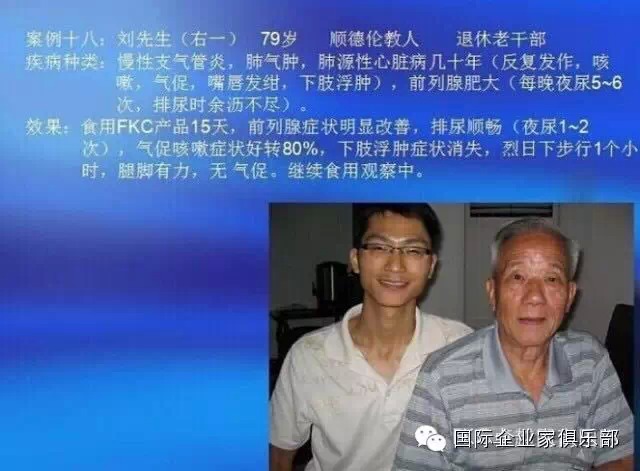 案例十八：刘先生（右一） 79岁 顺德伦教人 退休老干部
疾病种类：慢性支气管炎，肺气肿，肺源性心脏病几十年（反复发作，咳
嗽，气促，嘴唇发绀，下肢浮肿），前列腺肥大（每晚夜尿5~6
次，排尿时余沥不尽）。
效果：食用FKC产品15天，前列腺症状明显改善，排尿顺畅（夜尿1~2
次），气促咳嗽症状好转80%，下肢浮肿症状消失，烈日下步行1个小
时，腿脚有力，无 气促。继续食用观察中。
国际企业家俱乐部